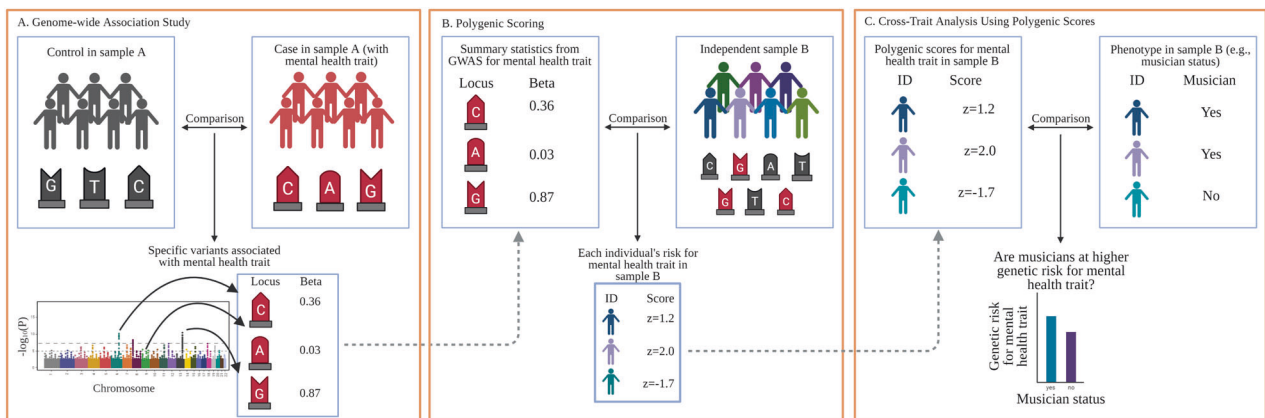 A. Genome-wide Association Study
Control in sample A
Case in sample A (with
mental health trait)
Comparison
G T C
C A G
Specific variants associated
with mental health trait
Locus Beta
C 0.36
A 0.03
G 0.87
-log10(P)
Chromosome
B. Polygenic Scoring
Summary statistics from
GWAS for mental health trait
Locus Beta
C 0.36
A 0.03
G 0.87
Comparison
Independent sample B
C G A T
G T C
Each individual's risk for
mental health trait in
sample B
ID Score
z=1.2
z=2.0
z=-1.7
C. Cross-Trait Analysis Using Polygenic Scores
Polygenic scores for mental
health trait in sample B
ID Score
z=1.2
z=2.0
z=-1.7
Comparison
Phenotype in sample B (e.g.,
musician status)
ID Musician
Yes
Yes
No
Are musicians at higher
genetic risk for mental
health trait?
Genetic risk
for mental
health trait
yes no
Musician status